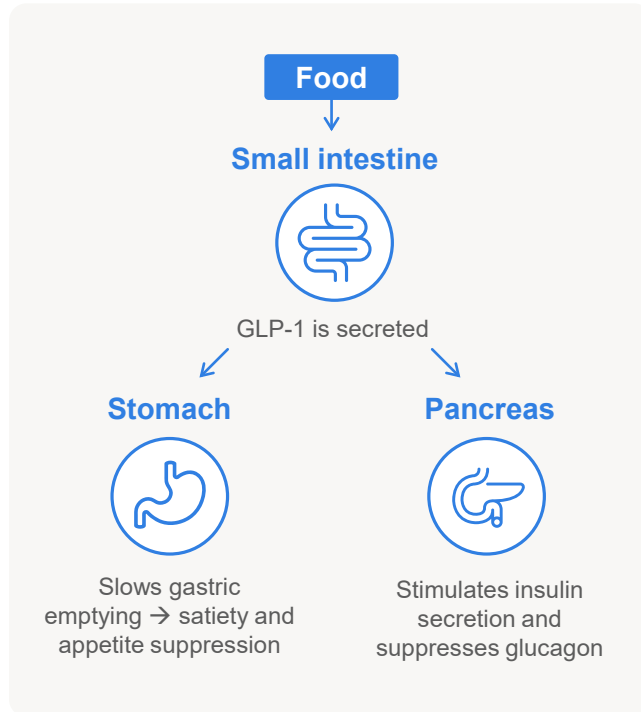 Food
Small intestine
GLP-1 is secreted
Stomach
Pancreas
Slows gastric
emptying → satiety and
appetite suppression
Stimulates insulin
secretion and
suppresses glucagon